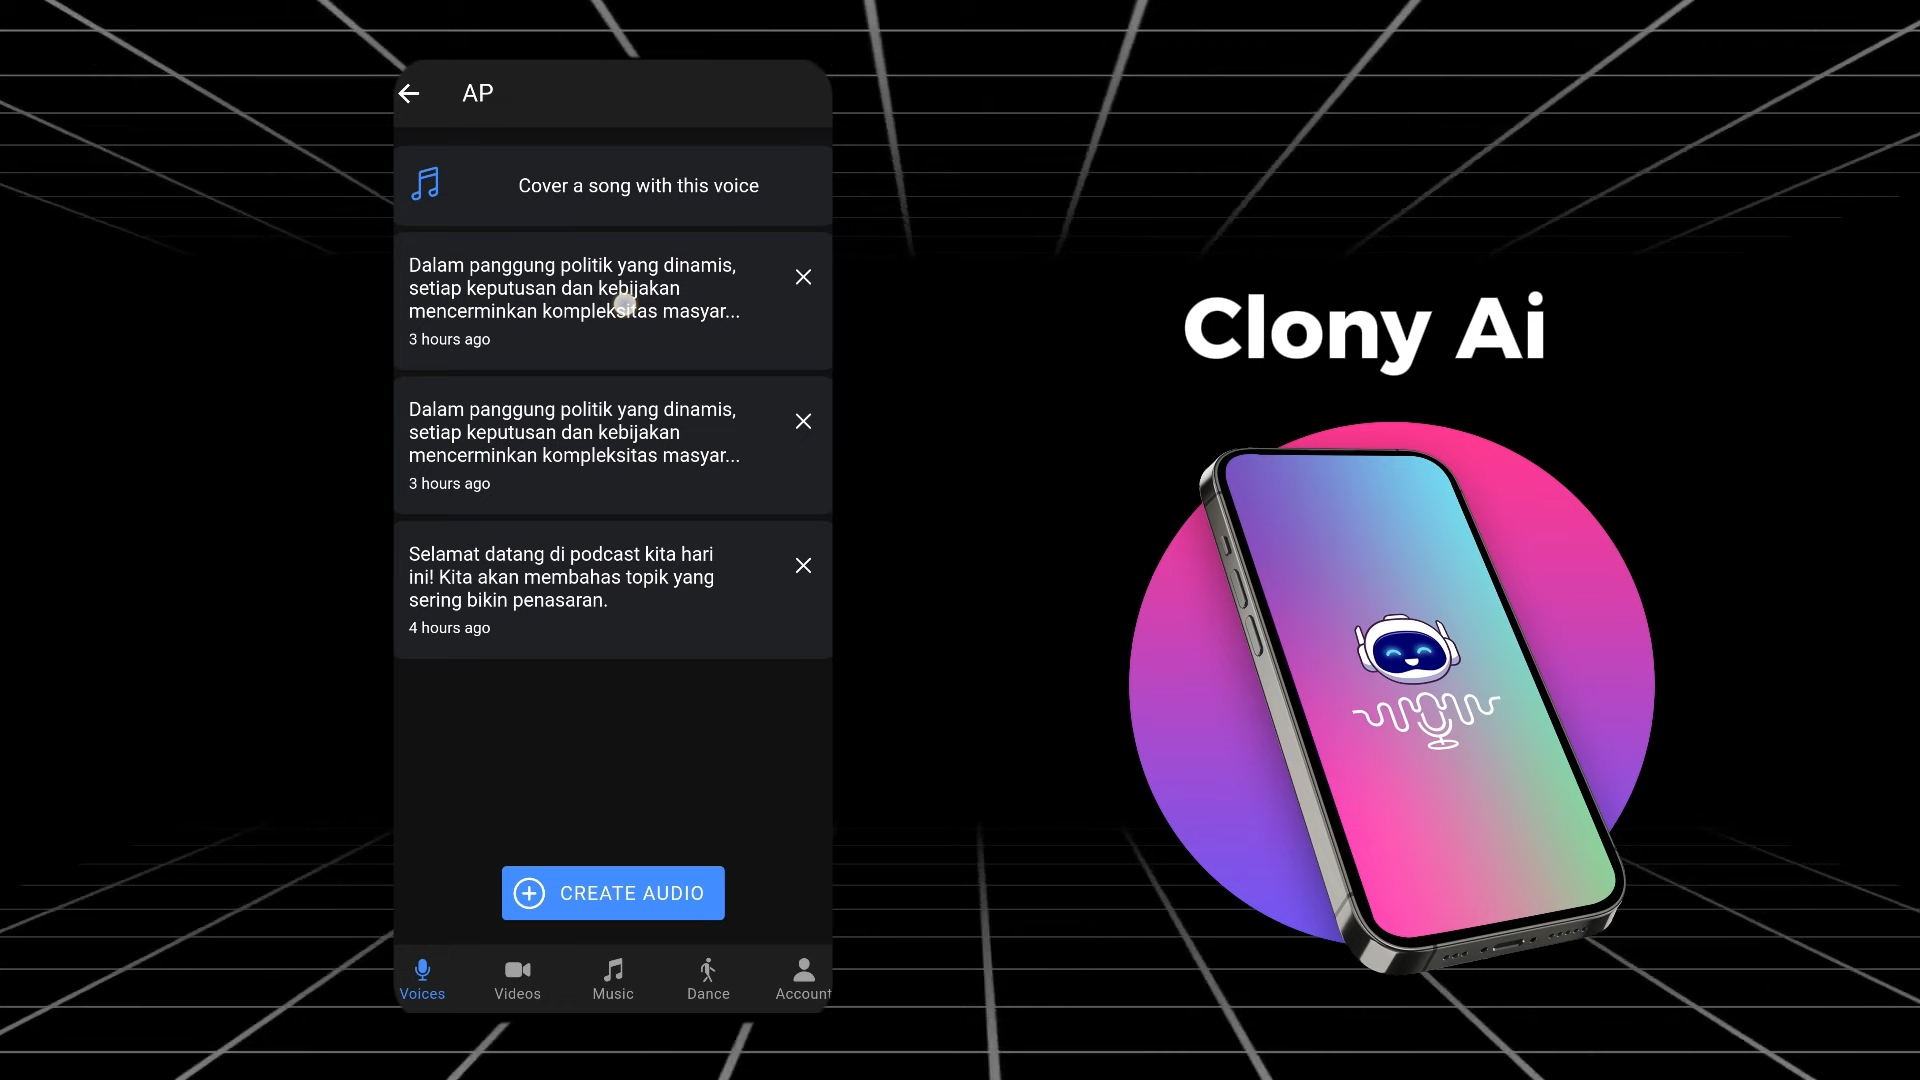 AP
Cover a song with this voice
Dalam panggung politik yang dinamis,
setiap keputusan dan kebijakan
mencerminkan kompleksitas masyar...
3 hours ago
Dalam panggung politik yang dinamis,
setiap keputusan dan kebijakan
mencerminkan kompleksitas masyar...
3 hours ago
Selamat datang di podcast kita hari
ini! Kita akan membahas topik yang
sering bikin penasaran.
4 hours ago
CREATE AUDIO
Voices
Videos
Music
Dance
Account
Clony Ai